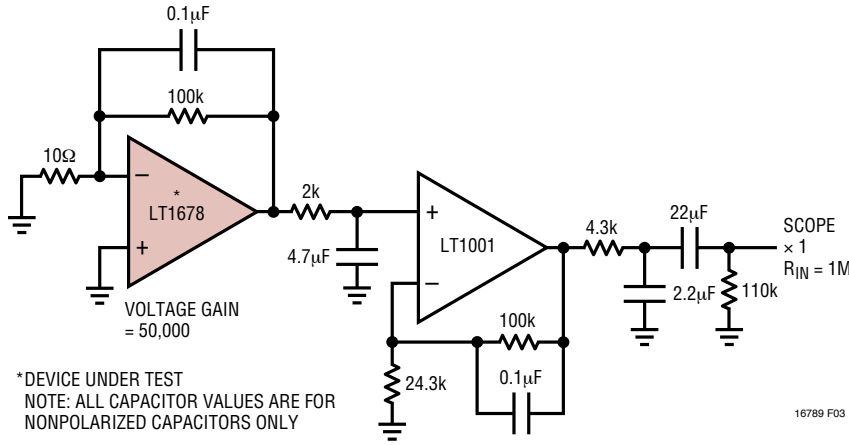 0.1µF
100k
10Ω
–
*
LT1678
+
VOLTAGE GAIN
= 50,000
2k
4.7µF
+
LT1001
–
4.3k
22µF
2.2µF
110k
SCOPE
× 1
R_IN = 1M
100k
24.3k
0.1µF
*DEVICE UNDER TEST
NOTE: ALL CAPACITOR VALUES ARE FOR
NONPOLARIZED CAPACITORS ONLY
16789 F03